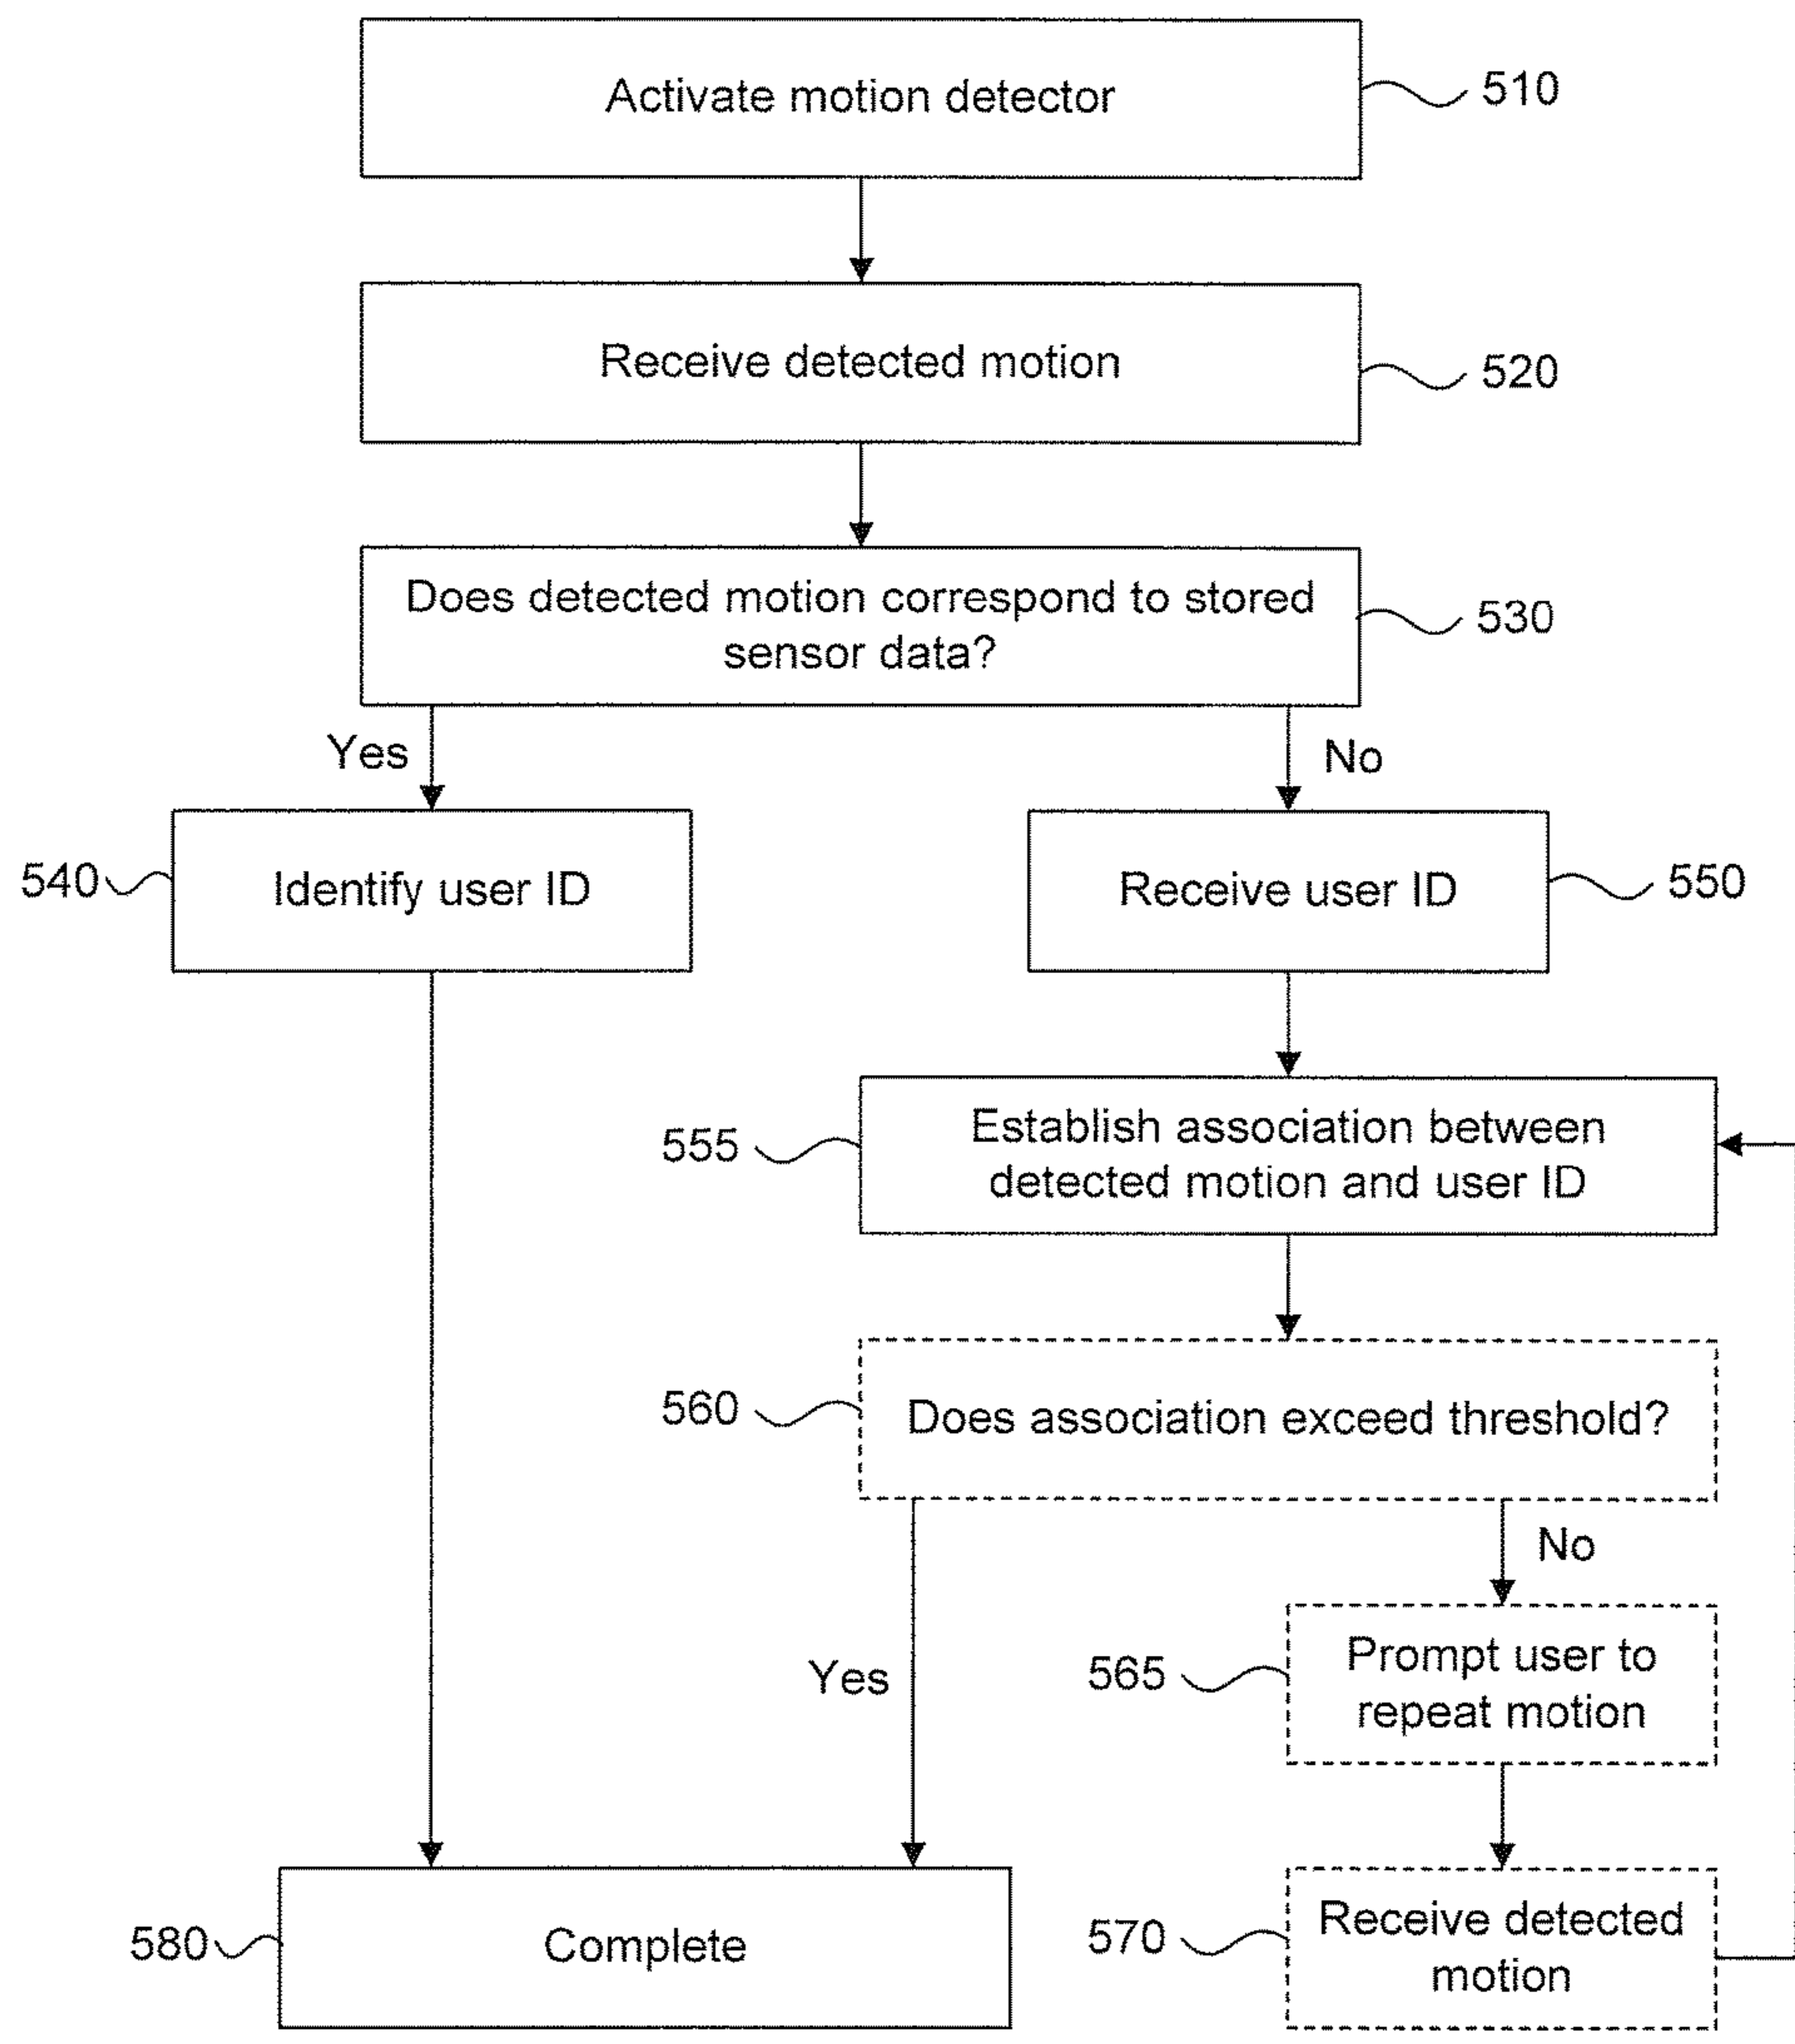 Activate motion detector
510
Receive detected motion
520
Does detected motion correspond to stored
sensor data?
530
Yes
No
540
Identify user ID
Receive user ID
550
555
Establish association between
detected motion and user ID
560
Does association exceed threshold?
No
Yes
565
Prompt user to
repeat motion
580
Complete
570
Receive detected
motion